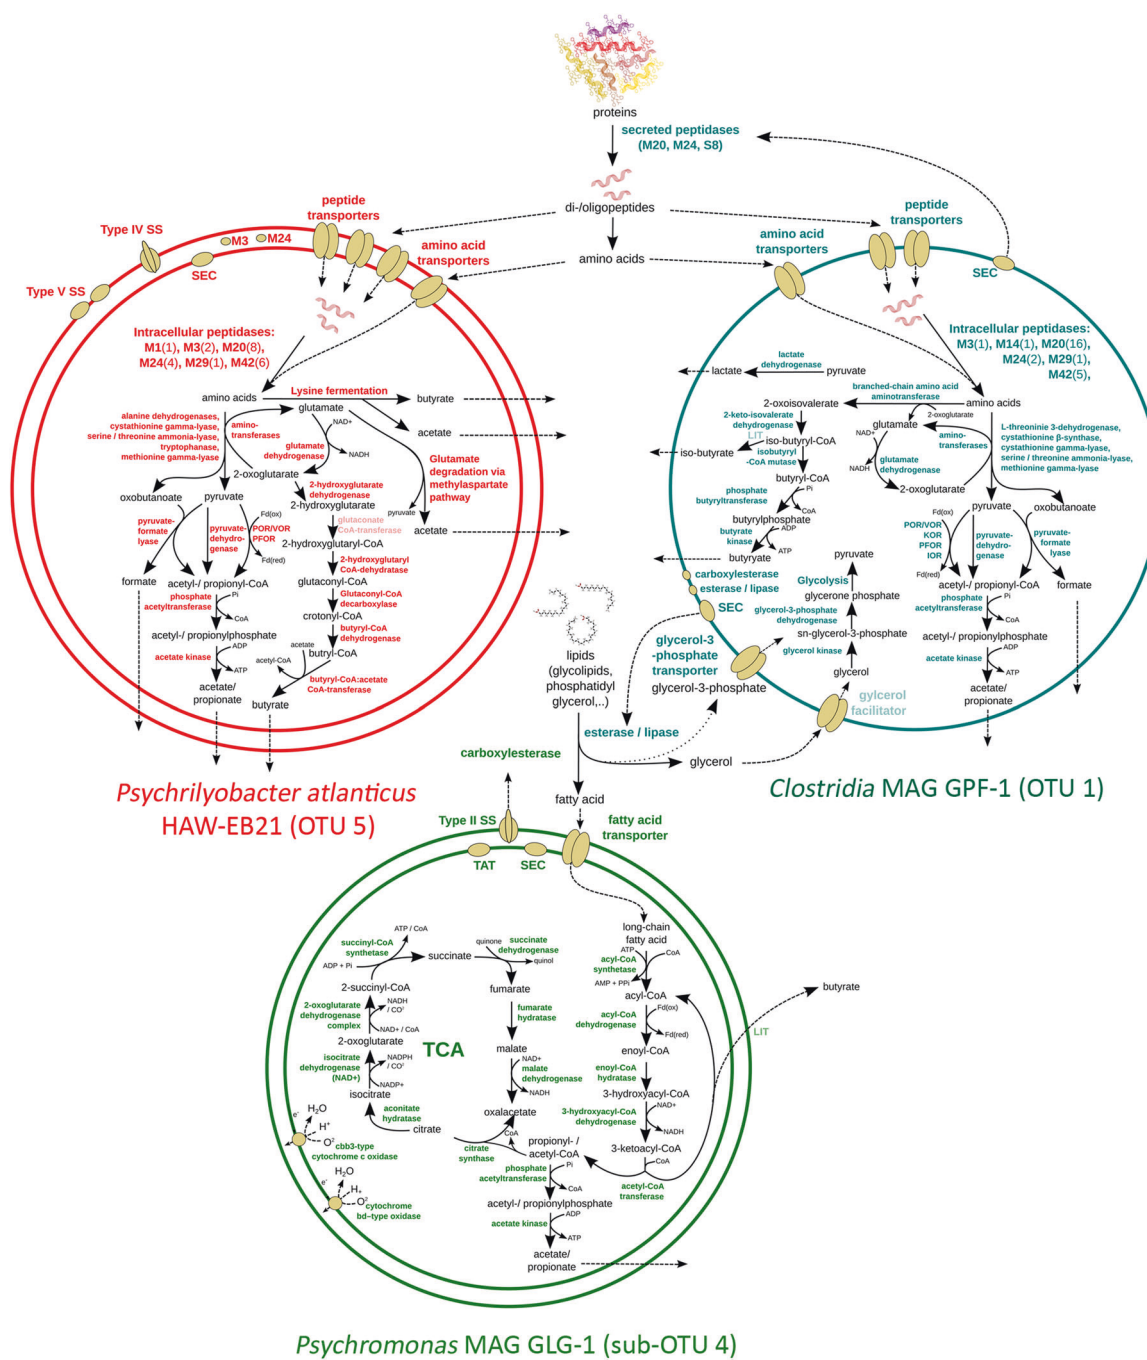 proteins
secreted peptidases
(M20, M24, S8)
di-/oligopeptides
amino acids
peptide
transporters
Type IV SS
M3
M24
SEC
amino acid
transporters
Type V SS
Intracellular peptidases:
M1(1), M3(2), M20(8),
M24(4), M29(1), M42(6)
amino acids
Lysine fermentation
butyrate
alanine dehydrogenases,
cystathionine gamma-lyase,
serine / threonine ammonia-lyase,
tryptophanase,
methionine gamma-lyase
amino-
transferases
glutamate
NAD+
glutamate
dehydrogenase
NADH
acetate
Glutamate
degradation via
methylaspartate
pathway
2-oxoglutarate
oxobutanoate
pyruvate
2-hydroxyglutarate
dehydrogenase
2-hydroxyglutarate
pyruvate
acetate
pyruvate-
formate
lyase
pyruvate-
dehydro-
genase
Fd(ox)
POR/VOR
PFOR
Fd(red)
glutaconate
CoA-transferase
2-hydroxyglutaryl-CoA
2-hydroxyglutaryl
CoA-dehydratase
formate
acetyl-/ propionyl-CoA
glutaconyl-CoA
phosphate
acetyltransferase
Pi
CoA
Glutaconyl-CoA
decarboxylase
crotonyl-CoA
acetyl-/ propionylphosphate
butyryl-CoA
dehydrogenase
acetate
acetate kinase
ADP
ATP
butyryl-CoA
acetyl-CoA
butyryl-CoA:acetate
CoA-transferase
acetate/
propionate
butyrate
Psychrilyobacter atlanticus
HAW-EB21 (OTU 5)
amino acid
transporters
peptide
transporters
SEC
Intracellular peptidases:
M3(1), M14(1), M20(16),
M24(2), M29(1),
M42(5),
lactate
lactate
dehydrogenase
pyruvate
branched-chain amino acid
aminotransferase
2-oxoisovalerate
amino acids
2-oxoglutarate
2-keto-isovalerate
dehydrogenase
LIT
iso-butyrate
iso-butyryl-CoA
isobutyryl
-CoA mutase
butyryl-CoA
glutamate
NAD+
NADH
glutamate
dehydrogenase
amino-
transferases
2-oxoglutarate
L-threoninie 3-dehydrogenase,
cystathionine β-synthase,
cystathionine gamma-lyase,
serine / threonine ammonia-lyase,
methionine gamma-lyase
phosphate
butyryltransferase
Pi
CoA
butyrylphosphate
butyrate
kinase
ADP
ATP
butyrate
pyruvate
oxobutanoate
Fd(ox)
POR/VOR
KOR
PFOR
IOR
Fd(red)
pyruvate-
dehydro-
genase
pyruvate-
formate
lyase
carboxylesterase
esterase / lipase
SEC
pyruvate
Glycolysis
glycerone phosphate
glycerol-3-phosphate
dehydrogenase
sn-glycerol-3-phosphate
glycerol kinase
glycerol
acetyl-/ propionyl-CoA
formate
phosphate
acetyltransferase
Pi
CoA
acetyl-/ propionylphosphate
acetate kinase
ADP
ATP
acetate/
propionate
glycerol-3
-phosphate
transporter
glycerol-3-phosphate
gylcerol
facilitator
lipids
(glycolipids,
phosphatidyl
glycerol,..)
esterase / lipase
carboxylesterase
glycerol
fatty acid
Clostridia MAG GPF-1 (OTU 1)
Type II SS
fatty acid
transporter
TAT
SEC
ATP / CoA
succinyl-CoA
synthetase
ADP + Pi
succinate
quinone
succinate
dehydrogenase
quinol
long-chain
fatty acid
ATP
CoA
acyl-CoA
synthetase
AMP + PPi
2-succinyl-CoA
fumarate
acyl-CoA
butyrate
2-oxoglutarate
dehydrogenase
complex
NADH
/ CO²
NAD+ / CoA
fumarate
hydratase
acyl-CoA
dehydrogenase
Fd(ox)
Fd(red)
LIT
2-oxoglutarate
TCA
malate
enoyl-CoA
isocitrate
dehydrogenase
(NAD+)
NADPH
/ CO²
NADP+
NAD+
malate
dehydrogenase
NADH
enoyl-CoA
hydratase
3-hydroxyacyl-CoA
isocitrate
aconitate
hydratase
citrate
oxalacetate
3-hydroxyacyl-CoA
dehydrogenase
NAD+
NADH
CoA
citrate
synthase
propionyl- /
acetyl-CoA
3-ketoacyl-CoA
CoA
acetyl-CoA
transferase
H₂O
e⁻
H⁺
O²
cbb3-type
cytochrome c oxidase
H₂O
e⁻
H+
O²
cytochrome
bd–type oxidase
phosphate
acetyltransferase
Pi
CoA
acetyl-/ propionylphosphate
acetate kinase
ADP
ATP
acetate/
propionate
Psychromonas MAG GLG-1 (sub-OTU 4)